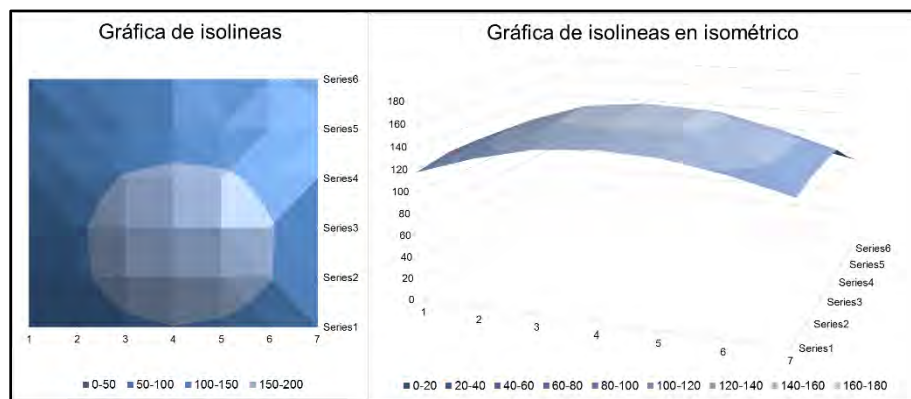 Gráfica de isolineas
Series6
Series5
Series4
Series3
Series2
Series1
1 2 3 4 5 6 7
0-50 50-100 100-150 150-200
Gráfica de isolineas en isométrico
180
160
140
120
100
80
60
40
20
0
1 2 3 4 5 6 7
Series6
Series5
Series4
Series3
Series2
Series1
0-20 20-40 40-60 60-80 80-100 100-120 120-140 140-160 160-180